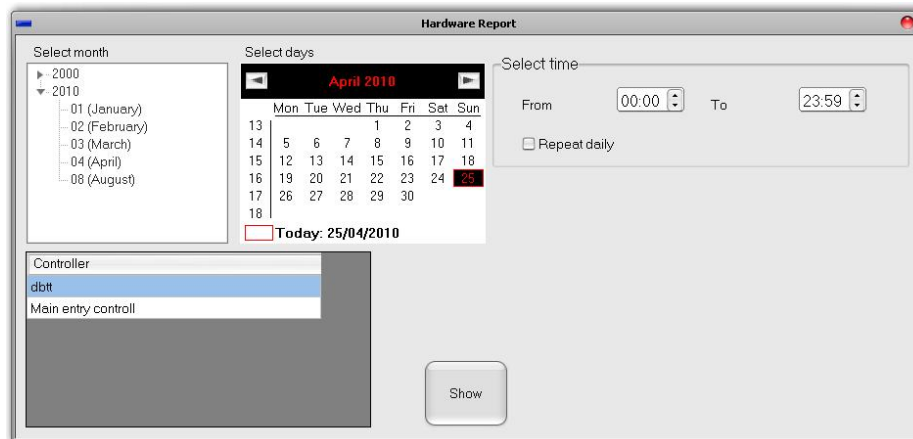 Hardware Report
Select month
2000
2010
01 (January)
02 (February)
03 (March)
04 (April)
08 (August)
Select days
April 2010
Mon Tue Wed Thu Fri Sat Sun
13 1 2 3 4
14 5 6 7 8 9 10 11
15 12 13 14 15 16 17 18
16 19 20 21 22 23 24 25
17 26 27 28 29 30
18
Today: 25/04/2010
Select time
From 00:00 To 23:59
Repeat daily
Controller
dbtt
Main entry controll
Show